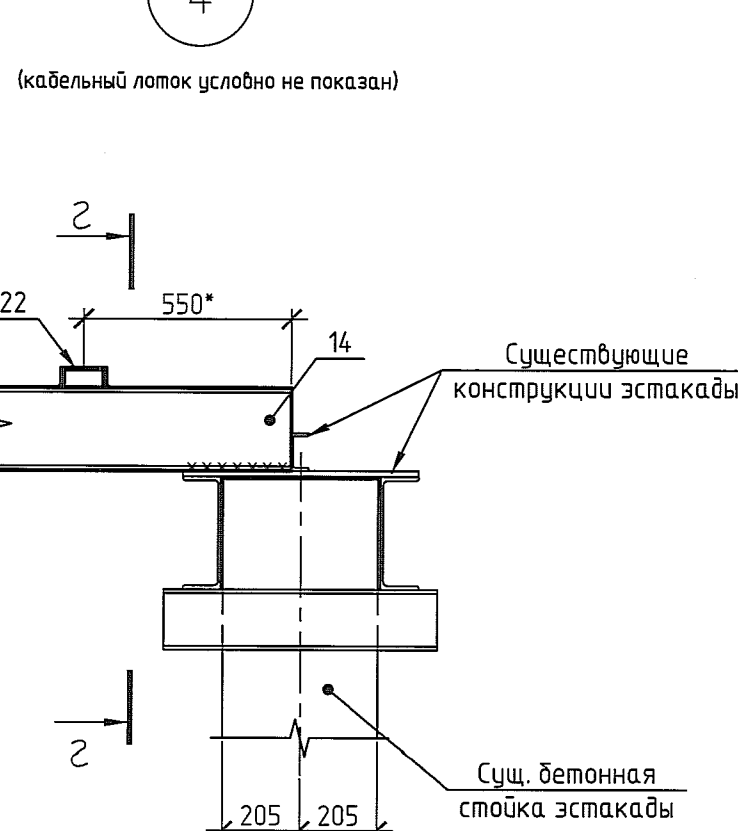 4
(кабельный лоток условно не показан)
2
22
550*
14
Существующие
конструкции эстакады
2
Сущ. бетонная
стойка эстакады
205
205